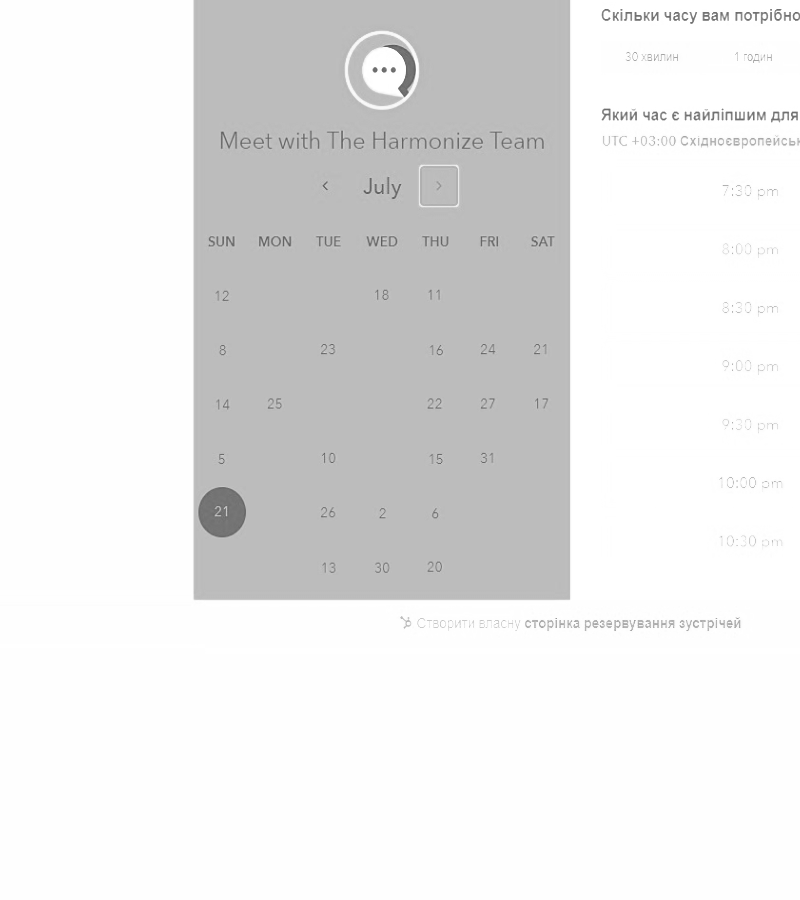 Meet with The Harmonize Team
July
SUN MON TUE WED THU FRI SAT
12 18 11
8 23 16 24 21
14 25 22 27 17
5 10 15 31
21 26 2 6
13 30 20
Скільки часу вам потрібно
30 хвилин 1 годин
Який час є найліпшим для
UTC +03:00 Східноєвропейськ
7:30 pm
8:00 pm
8:30 pm
9:00 pm
9:30 pm
10:00 pm
10:30 pm
Створити власну сторінка резервування зустрічей